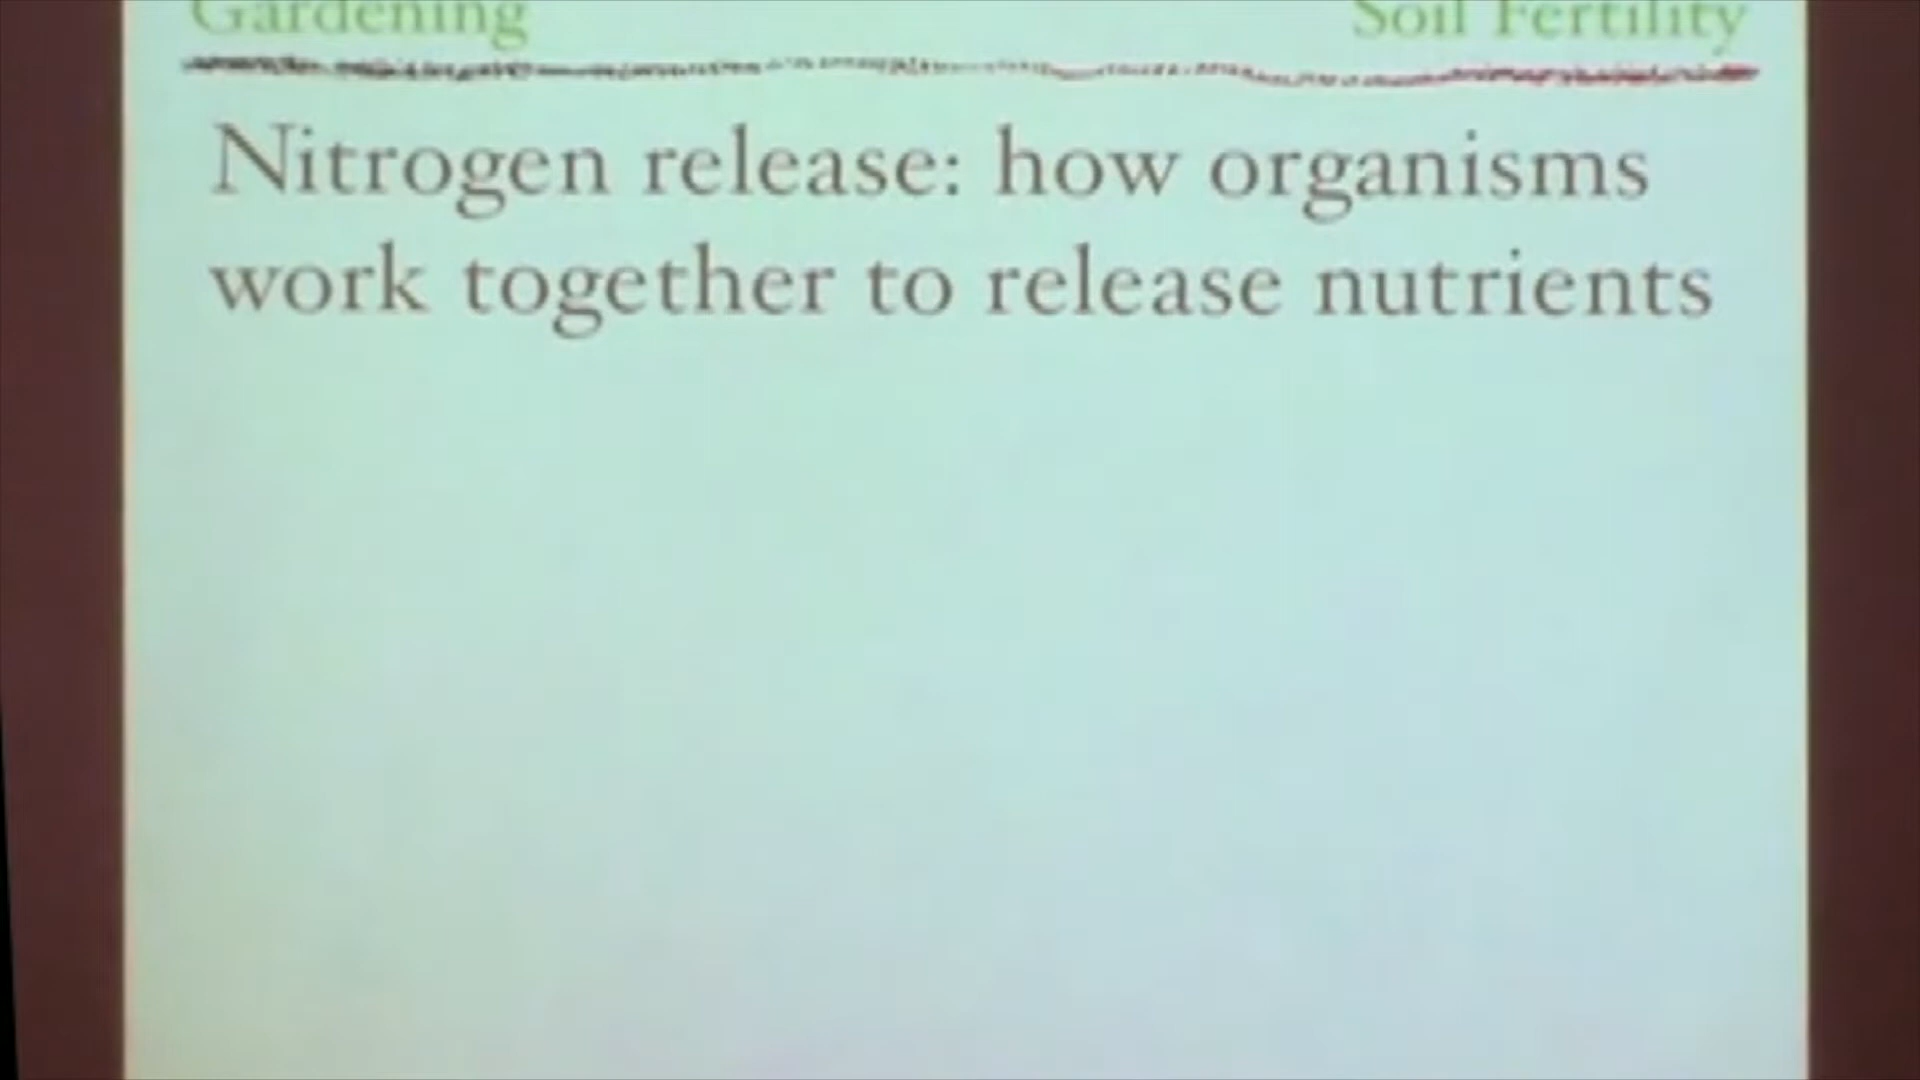 Gardening Soil Fertility
Nitrogen release: how organisms
work together to release nutrients